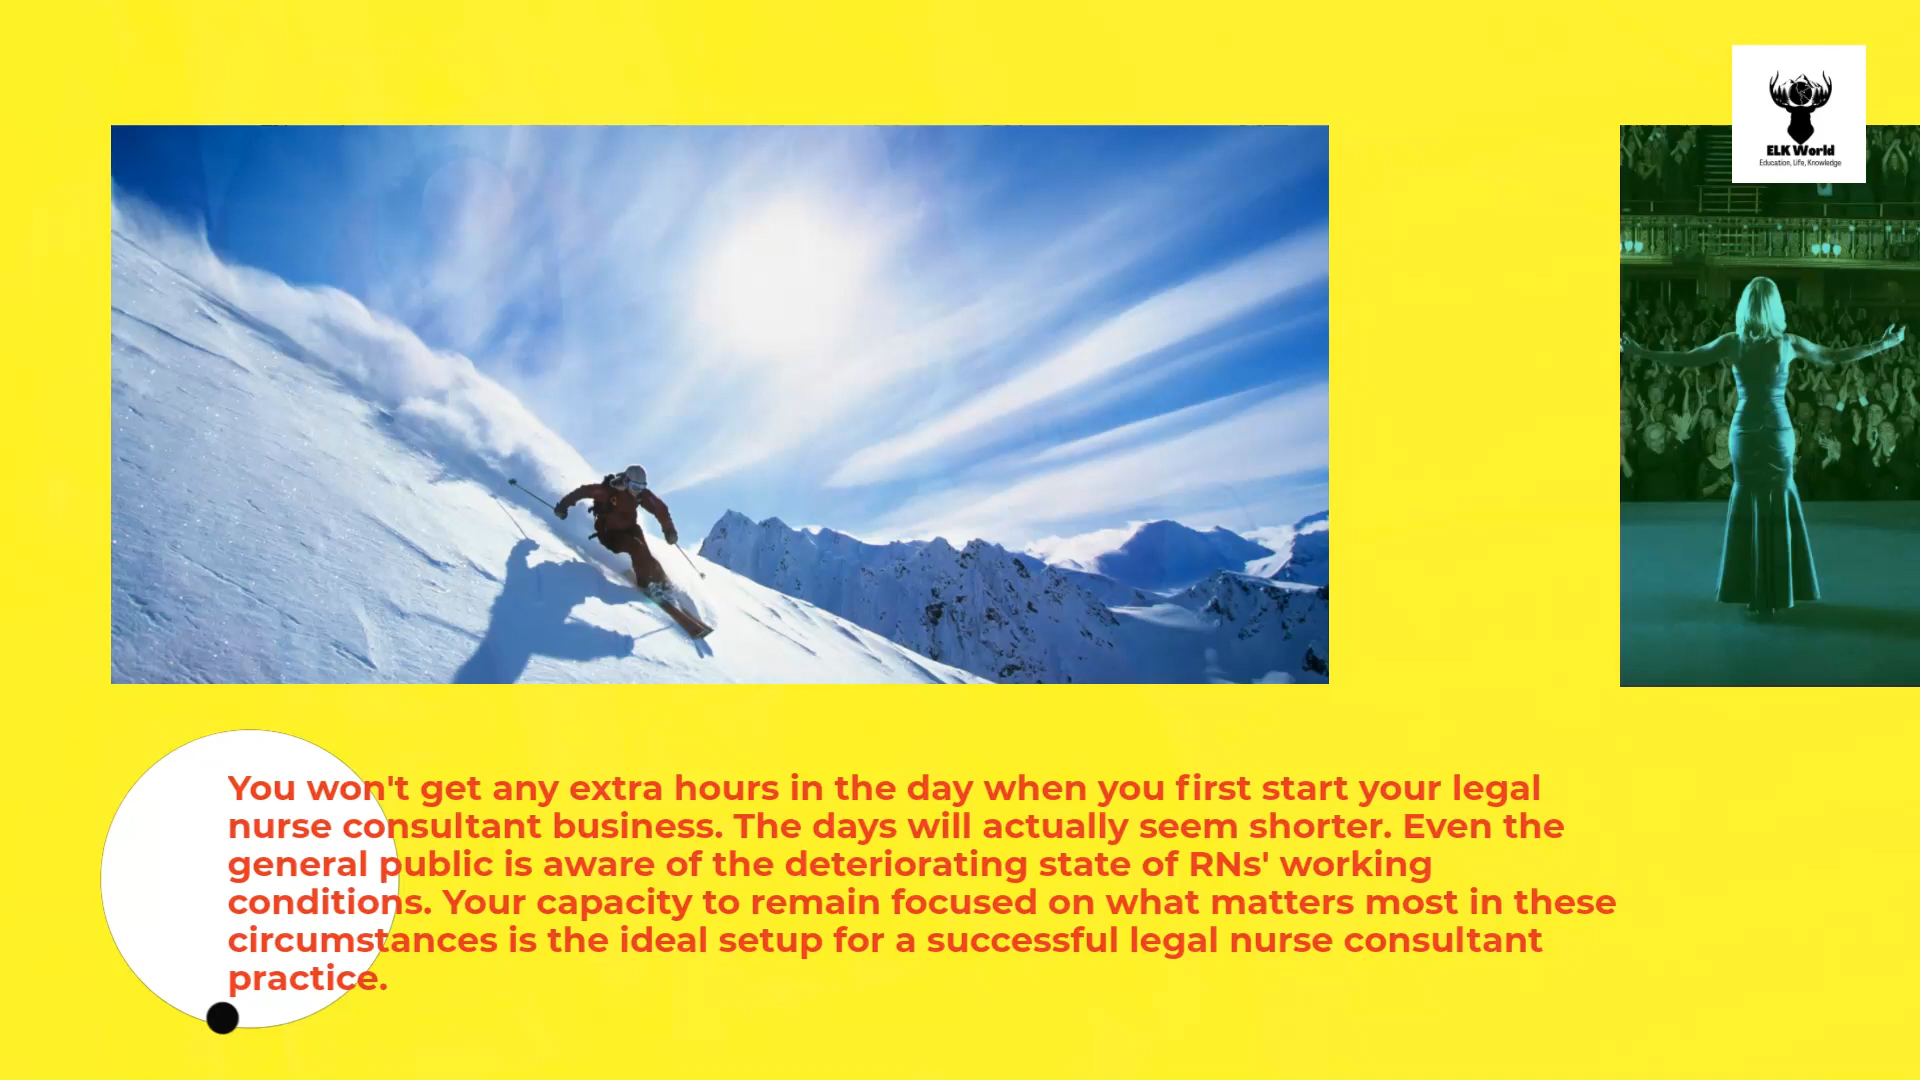 ELK World
Education, Life, Knowledge
You won't get any extra hours in the day when you first start your legal
nurse consultant business. The days will actually seem shorter. Even the
general public is aware of the deteriorating state of RNs' working
conditions. Your capacity to remain focused on what matters most in these
circumstances is the ideal setup for a successful legal nurse consultant
practice.